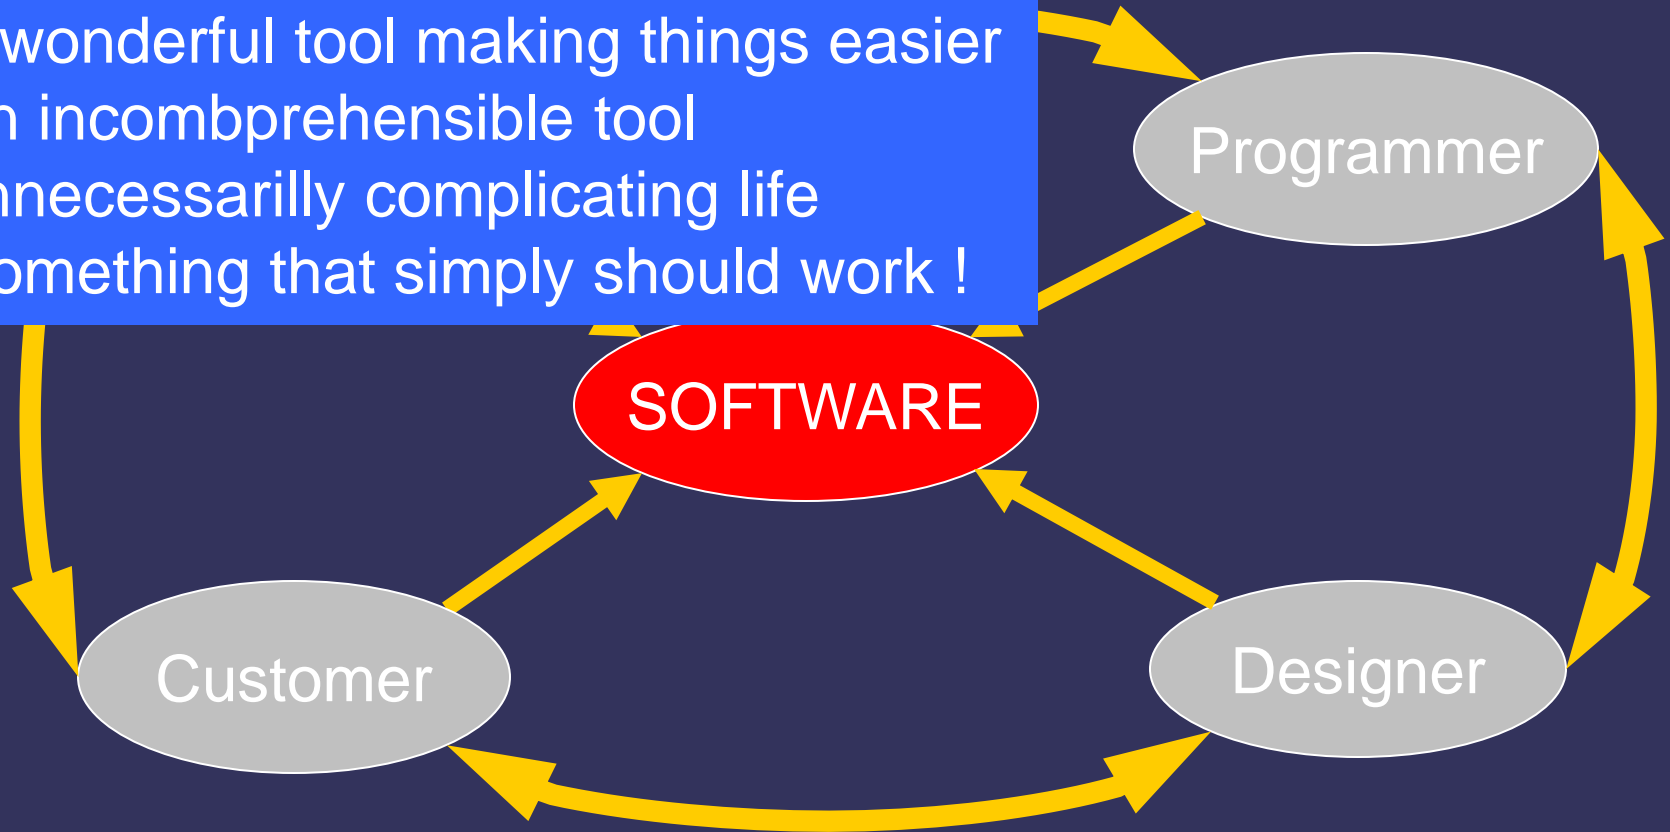 wonderful tool making things easier
n incombprehensible tool
nnecessarilly complicating life
omething that simply should work !
Programmer
SOFTWARE
Customer
Designer